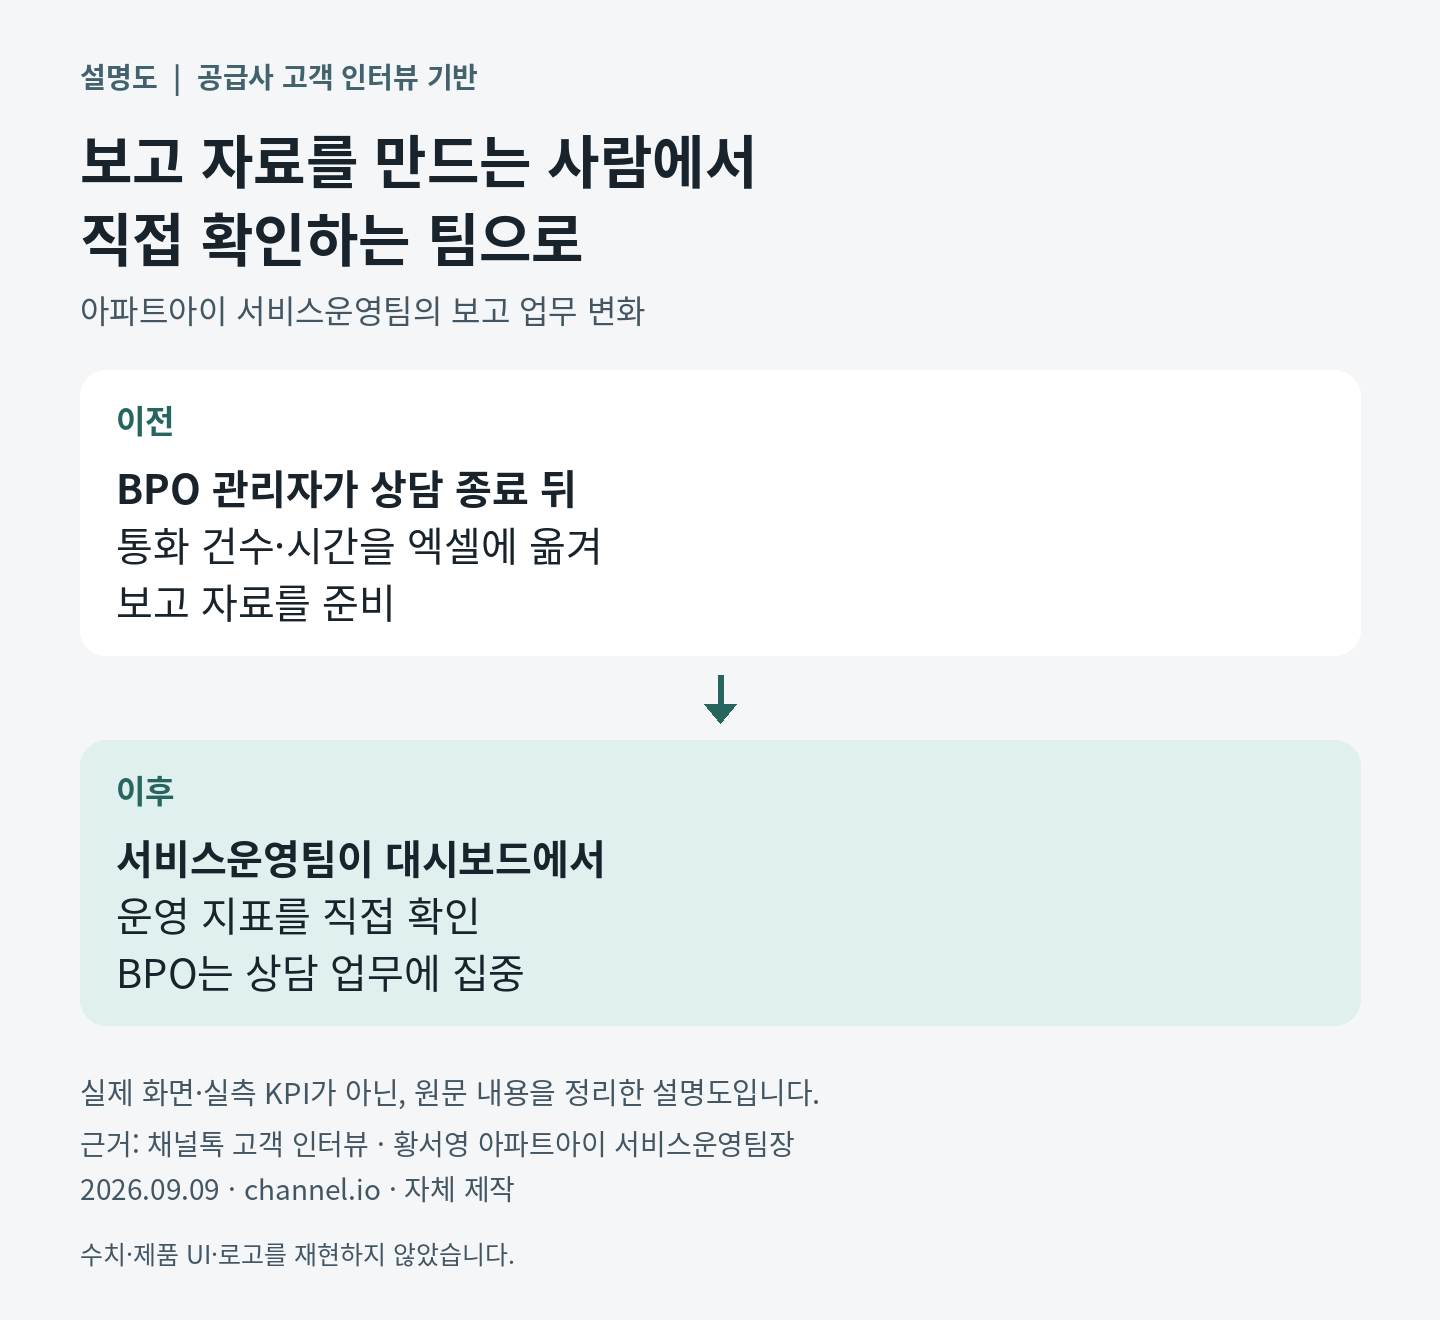 설명도 | 공급사 고객 인터뷰 기반
보고 자료를 만드는 사람에서
직접 확인하는 팀으로
아파트아이 서비스운영팀의 보고 업무 변화
이전
BPO 관리자가 상담 종료 뒤
통화 건수·시간을 엑셀에 옮겨
보고 자료를 준비
이후
서비스운영팀이 대시보드에서
운영 지표를 직접 확인
BPO는 상담 업무에 집중
실제 화면·실측 KPI가 아닌, 원문 내용을 정리한 설명도입니다.
근거: 채널톡 고객 인터뷰 · 황서영 아파트아이 서비스운영팀장
2026.09.09 · channel.io · 자체 제작
수치·제품 UI·로고를 재현하지 않았습니다.